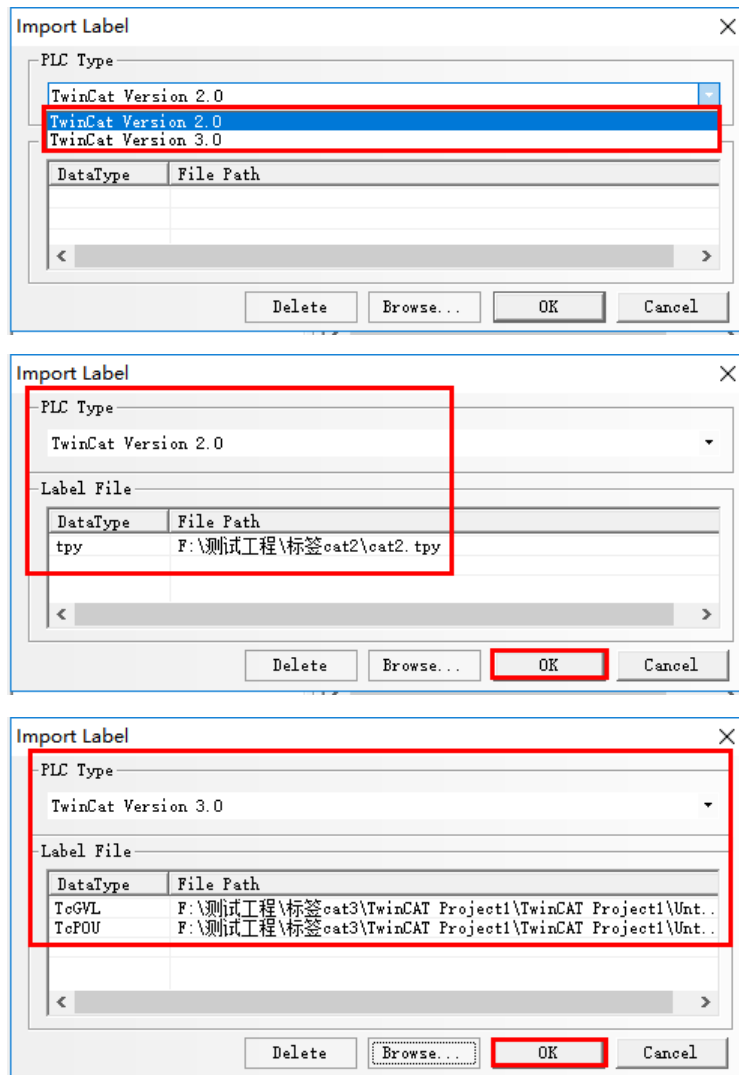 Import Label
PLC Type
TwinCat Version 2.0
TwinCat Version 2.0
TwinCat Version 3.0
DataType File Path
Delete Browse... OK Cancel
Import Label
PLC Type
TwinCat Version 2.0
Label File
DataType File Path
tpy F:\测试工程\标签cat2\cat2.tpy
Delete Browse... OK Cancel
Import Label
PLC Type
TwinCat Version 3.0
Label File
DataType File Path
TcGVL F:\测试工程\标签cat3\TwinCAT Project1\TwinCAT Project1\Unt..
TcPOU F:\测试工程\标签cat3\TwinCAT Project1\TwinCAT Project1\Unt..
Delete Browse... OK Cancel